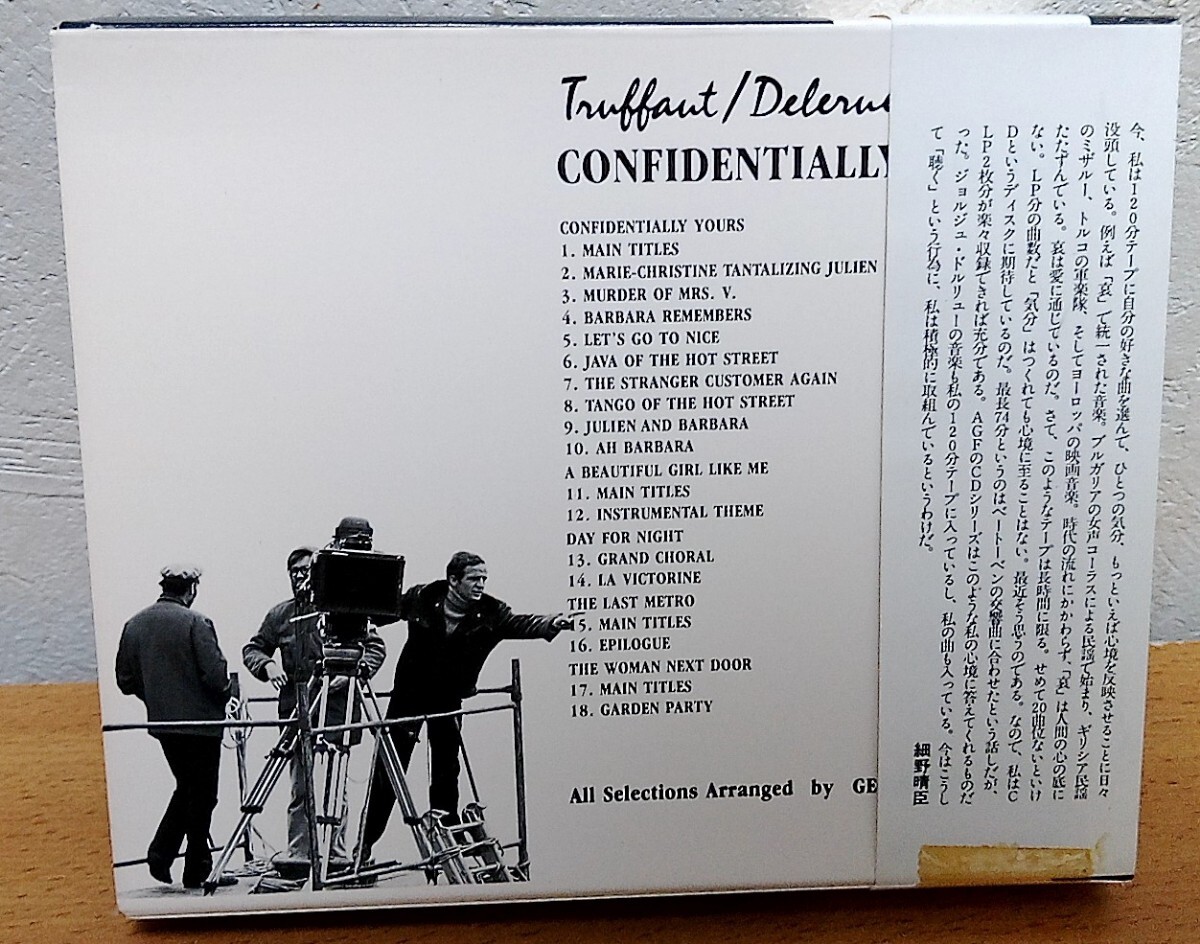 Truffaut/Delerue
CONFIDENTIALLY
CONFIDENTIALLY YOURS
1. MAIN TITLES
2. MARIE-CHRISTINE TANTALIZING JULIEN
3. MURDER OF MRS. V.
4. BARBARA REMEMBERS
5. LET'S GO TO NICE
6. JAVA OF THE HOT STREET
7. THE STRANGER CUSTOMER AGAIN
8. TANGO OF THE HOT STREET
9. JULIEN AND BARBARA
10. AH BARBARA
A BEAUTIFUL GIRL LIKE ME
11. MAIN TITLES
12. INSTRUMENTAL THEME
DAY FOR NIGHT
13. GRAND CHORAL
14. LA VICTORINE
THE LAST METRO
15. MAIN TITLES
16. EPILOGUE
THE WOMAN NEXT DOOR
17. MAIN TITLES
18. GARDEN PARTY
All Selections Arranged by GE
今、私は120分テープに自分の好きな曲を選んで、ひとつの気分、もっといえば心境を反映させることに日々
没頭している。例えば「哀」で統一された音楽。ブルガリアの女声コーラスによる民謡で始まり、ギリシア民謡
のミザルー、トルコの軍楽隊、そしてヨーロッパの映画音楽。時代の流れにかかわらず、「哀」は人間の心の底に
たたずんでいる。哀は愛に通じているのだ。さて、このようなテープは長時間に限る。せめて20曲位ないといけ
ない。LP分の曲数だと「気分」はつくれても心境に至ることはない。最近そう思うのである。なので、私はC
Dというディスクに期待しているのだ。最長74分というのはベートーベンの交響曲に合わせたという話しだが、
LP2枚分が楽々収録できれば充分である。AGFのCDシリーズはこのような私の心境に答えてくれるものだ
った。ジョルジュ・ドルリューの音楽も私の120分テープに入っているし、私の曲も入っている。今はこうし
て「聴く」という行為に、私は積極的に取組んでいるというわけだ。
細野晴臣